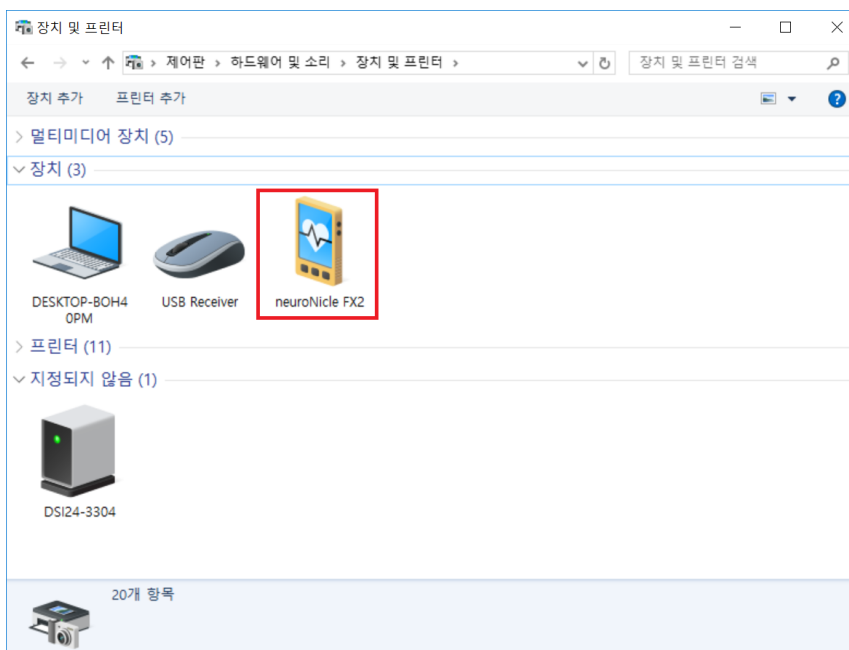 장치 및 프린터
제어판 > 하드웨어 및 소리 > 장치 및 프린터 >
장치 및 프린터 검색
장치 추가 프린터 추가
멀티미디어 장치 (5)
장치 (3)
DESKTOP-BOH4
0PM
USB Receiver
neuroNicle FX2
프린터 (11)
지정되지 않음 (1)
DSI24-3304
20개 항목